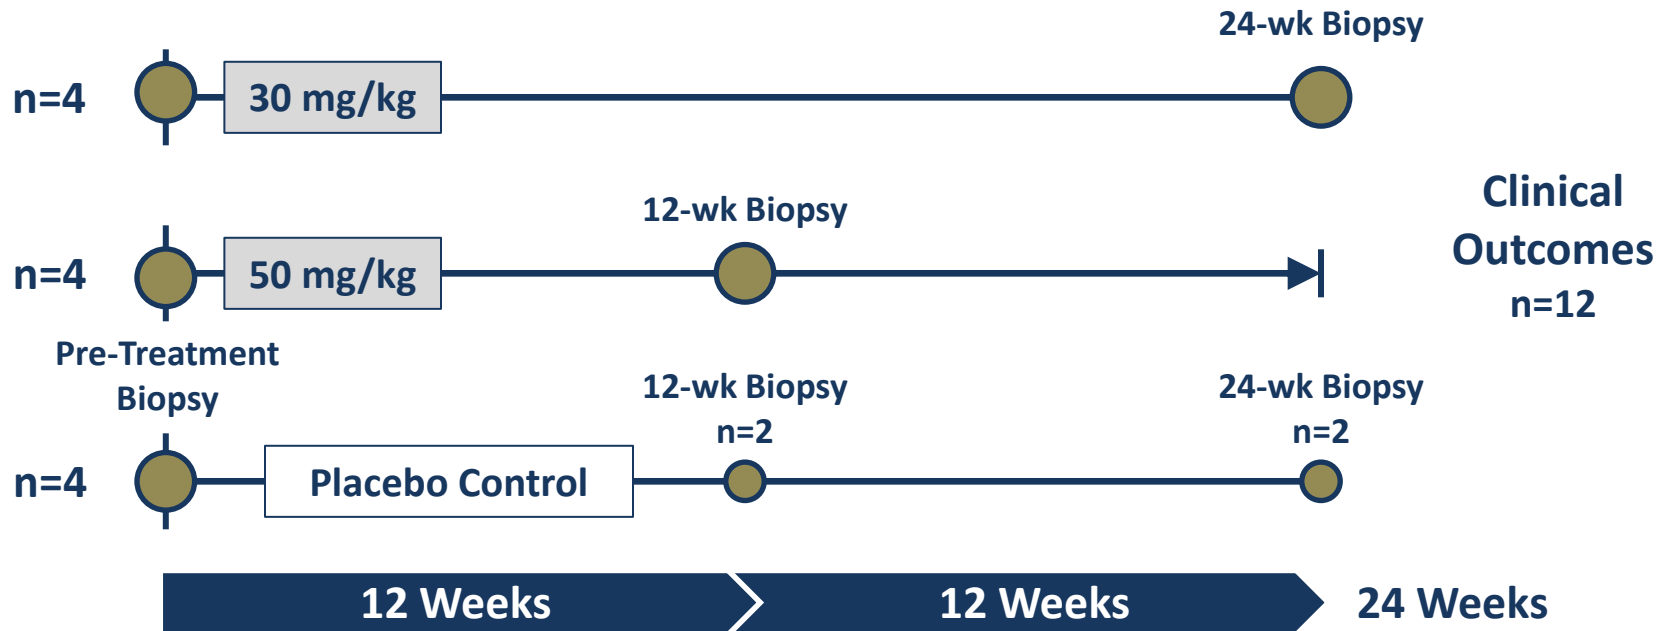 24-wk Biopsy
n=4
30 mg/kg
12-wk Biopsy
n=4
50 mg/kg
Clinical
Outcomes
n=12
Pre-Treatment
Biopsy
12-wk Biopsy
n=2
24-wk Biopsy
n=2
n=4
Placebo Control
12 Weeks
12 Weeks
24 Weeks